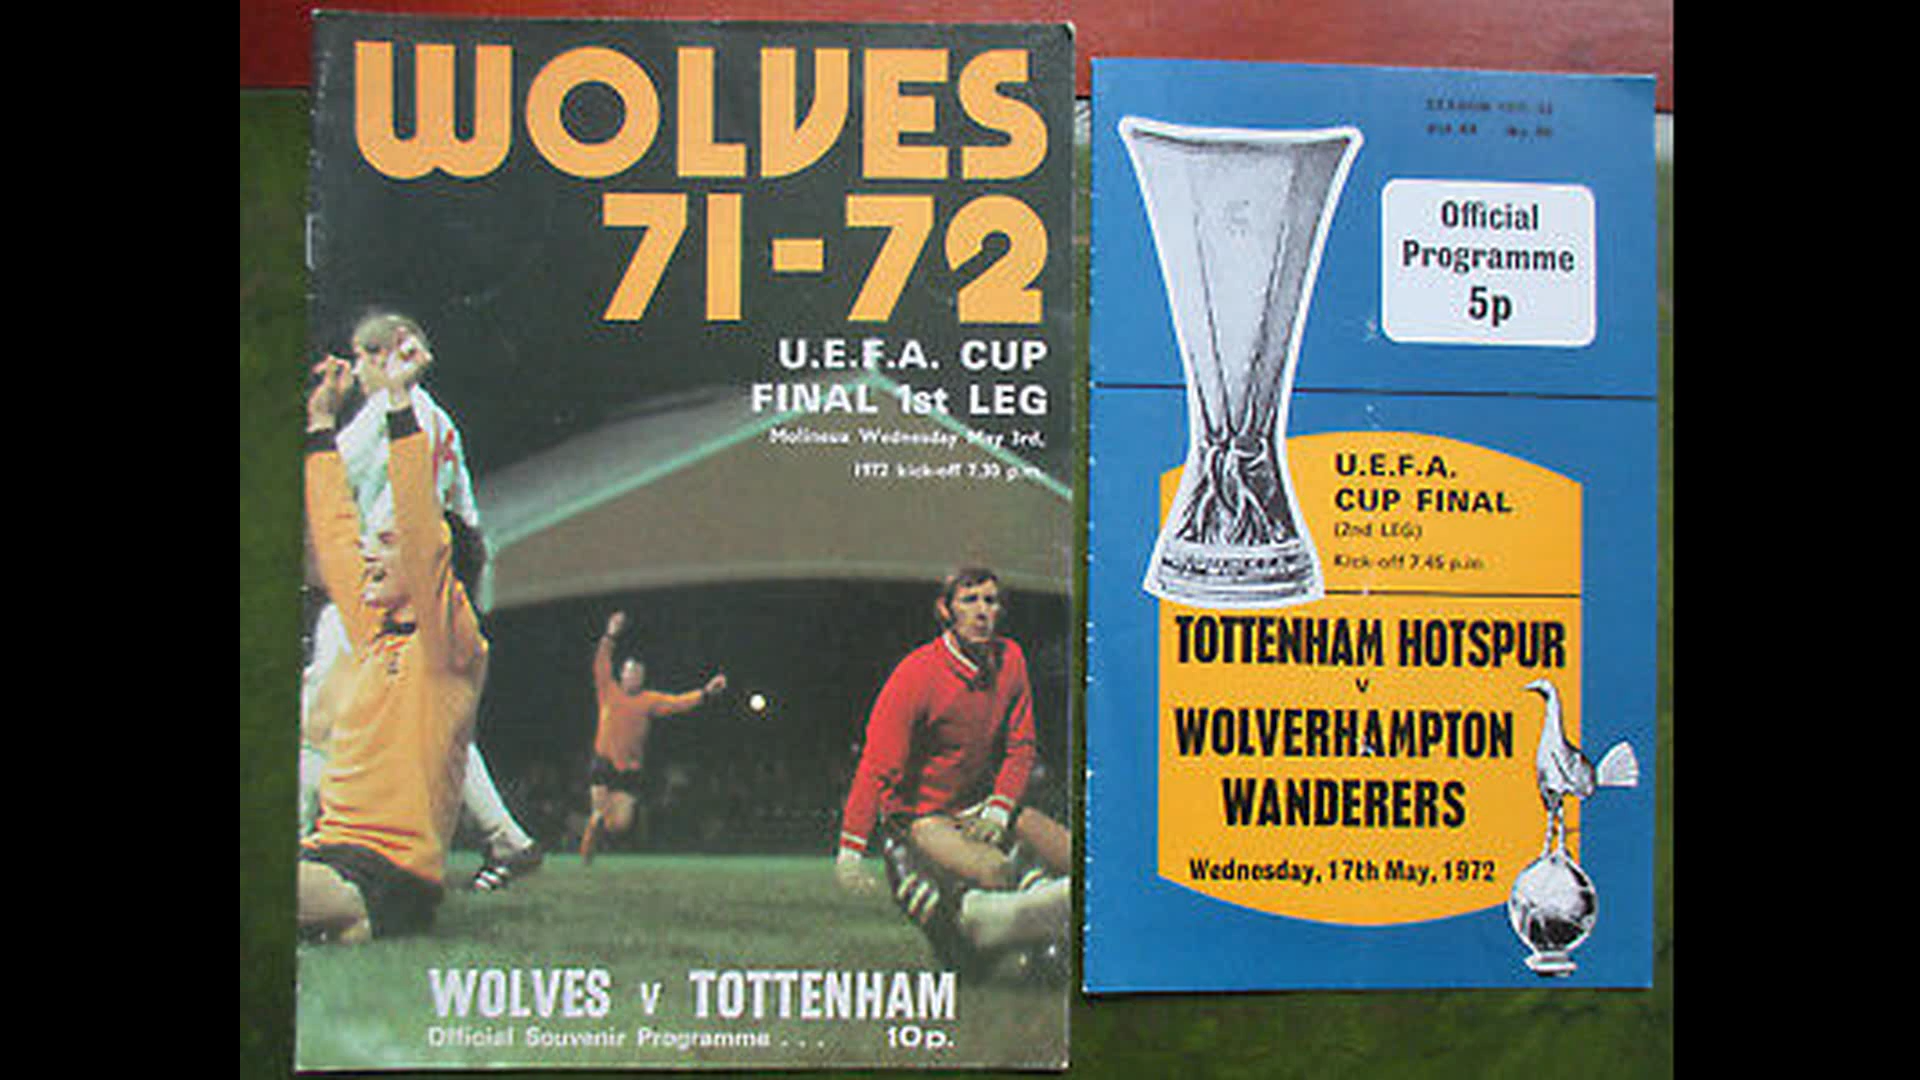 WOLVES
71-72
U.E.F.A. CUP
FINAL 1st LEG
Molineux Wednesday May 3rd,
1972 kick-off 7.30 p.m.
WOLVES v TOTTENHAM
Official Souvenir Programme . . . 10p.
Official
Programme
5p
U.E.F.A.
CUP FINAL
(2nd LEG)
Kick-off 7.45 p.m.
TOTTENHAM HOTSPUR
v
WOLVERHAMPTON
WANDERERS
Wednesday, 17th May, 1972